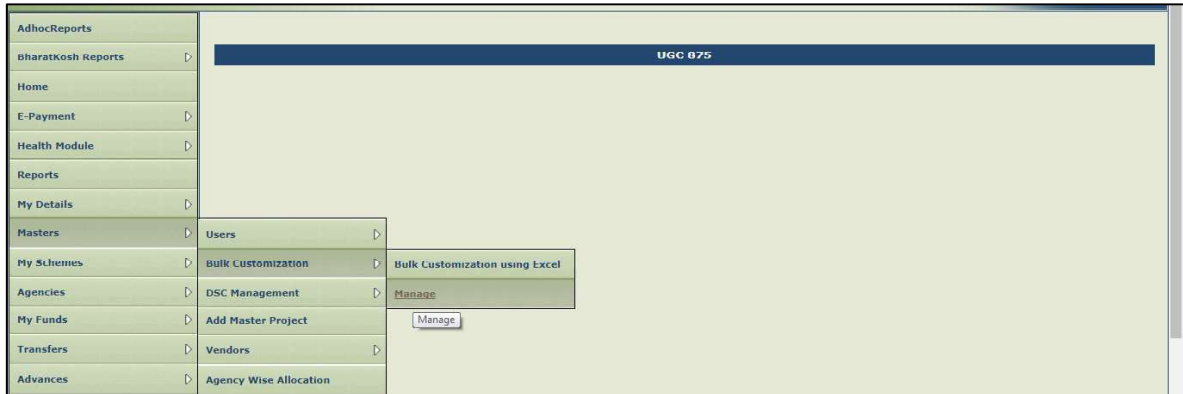 AdhocReports
BharatKosh Reports
UGC 875
Home
E-Payment
Health Module
Reports
My Details
Masters
Users
My Schemes
Bulk Customization
Bulk Customization using Excel
Agencies
DSC Management
Manage
My Funds
Add Master Project
Manage
Transfers
Vendors
Advances
Agency Wise Allocation